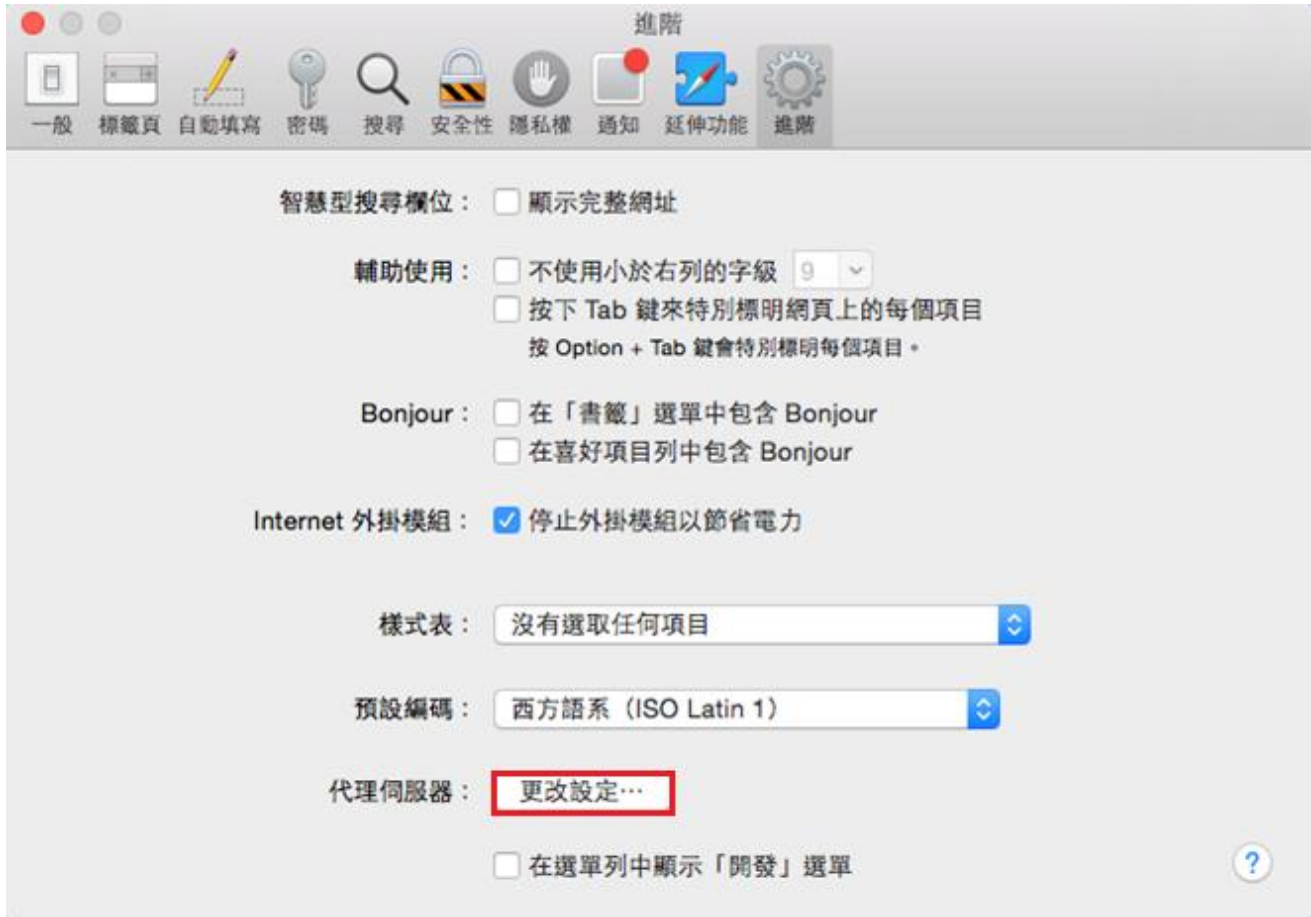 進階
一般 標籤頁 自動填寫 密碼 搜尋 安全性 隱私權 通知 延伸功能 進階
智慧型搜尋欄位： 顯示完整網址
輔助使用： 不使用小於右列的字級 9
按下 Tab 鍵來特別標明網頁上的每個項目
按 Option + Tab 鍵會特別標明每個項目。
Bonjour： 在「書籤」選單中包含 Bonjour
在喜好項目列中包含 Bonjour
Internet 外掛模組： 停止外掛模組以節省電力
樣式表： 沒有選取任何項目
預設編碼： 西方語系（ISO Latin 1）
代理伺服器： 更改設定⋯
在選單列中顯示「開發」選單
?